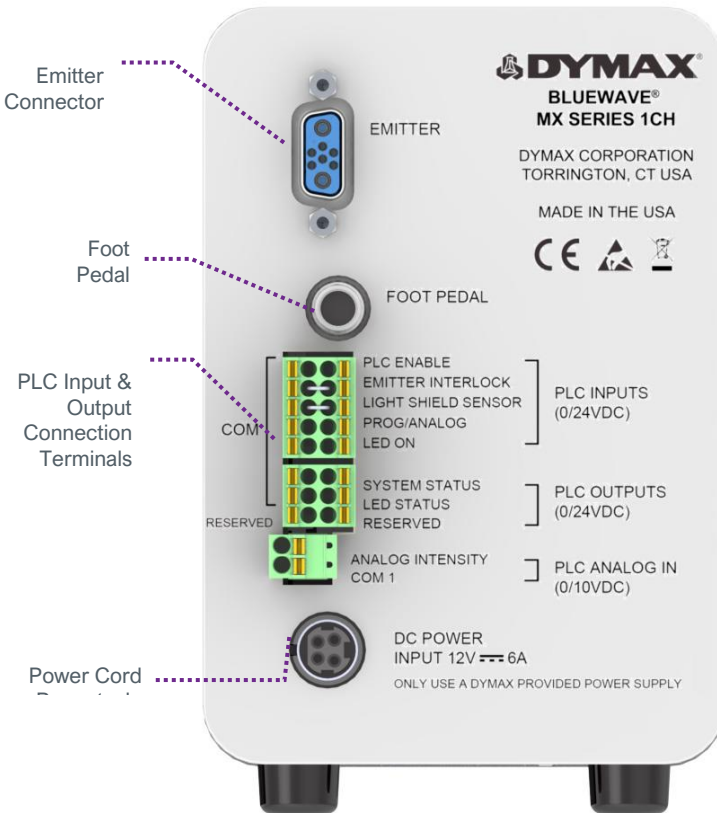 Emitter
Connector
Foot
Pedal
PLC Input &
Output
Connection
Terminals
Power Cord
DYMAX®
BLUEWAVE®
MX SERIES 1CH
DYMAX CORPORATION
TORRINGTON, CT USA
MADE IN THE USA
CE
EMITTER
FOOT PEDAL
COM
PLC ENABLE
EMITTER INTERLOCK
LIGHT SHIELD SENSOR
PROG/ANALOG
LED ON
PLC INPUTS
(0/24VDC)
SYSTEM STATUS
LED STATUS
RESERVED
RESERVED
PLC OUTPUTS
(0/24VDC)
ANALOG INTENSITY
COM 1
PLC ANALOG IN
(0/10VDC)
DC POWER
INPUT 12V 6A
ONLY USE A DYMAX PROVIDED POWER SUPPLY